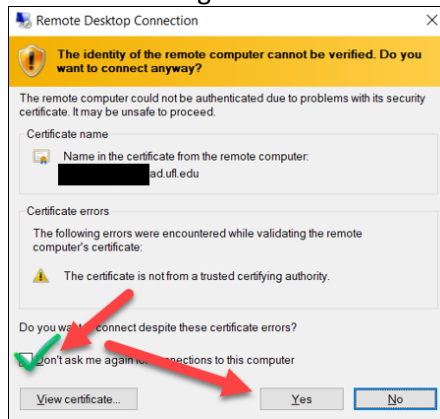 Remote Desktop Connection
The identity of the remote computer cannot be verified. Do you
want to connect anyway?
The remote computer could not be authenticated due to problems with its security
certificate. It may be unsafe to proceed.
Certificate name
Name in the certificate from the remote computer:
ad.ufl.edu
Certificate errors
The following errors were encountered while validating the remote
computer's certificate:
The certificate is not from a trusted certifying authority.
Do you want to connect despite these certificate errors?
Don't ask me again for connections to this computer
View certificate...
Yes
No